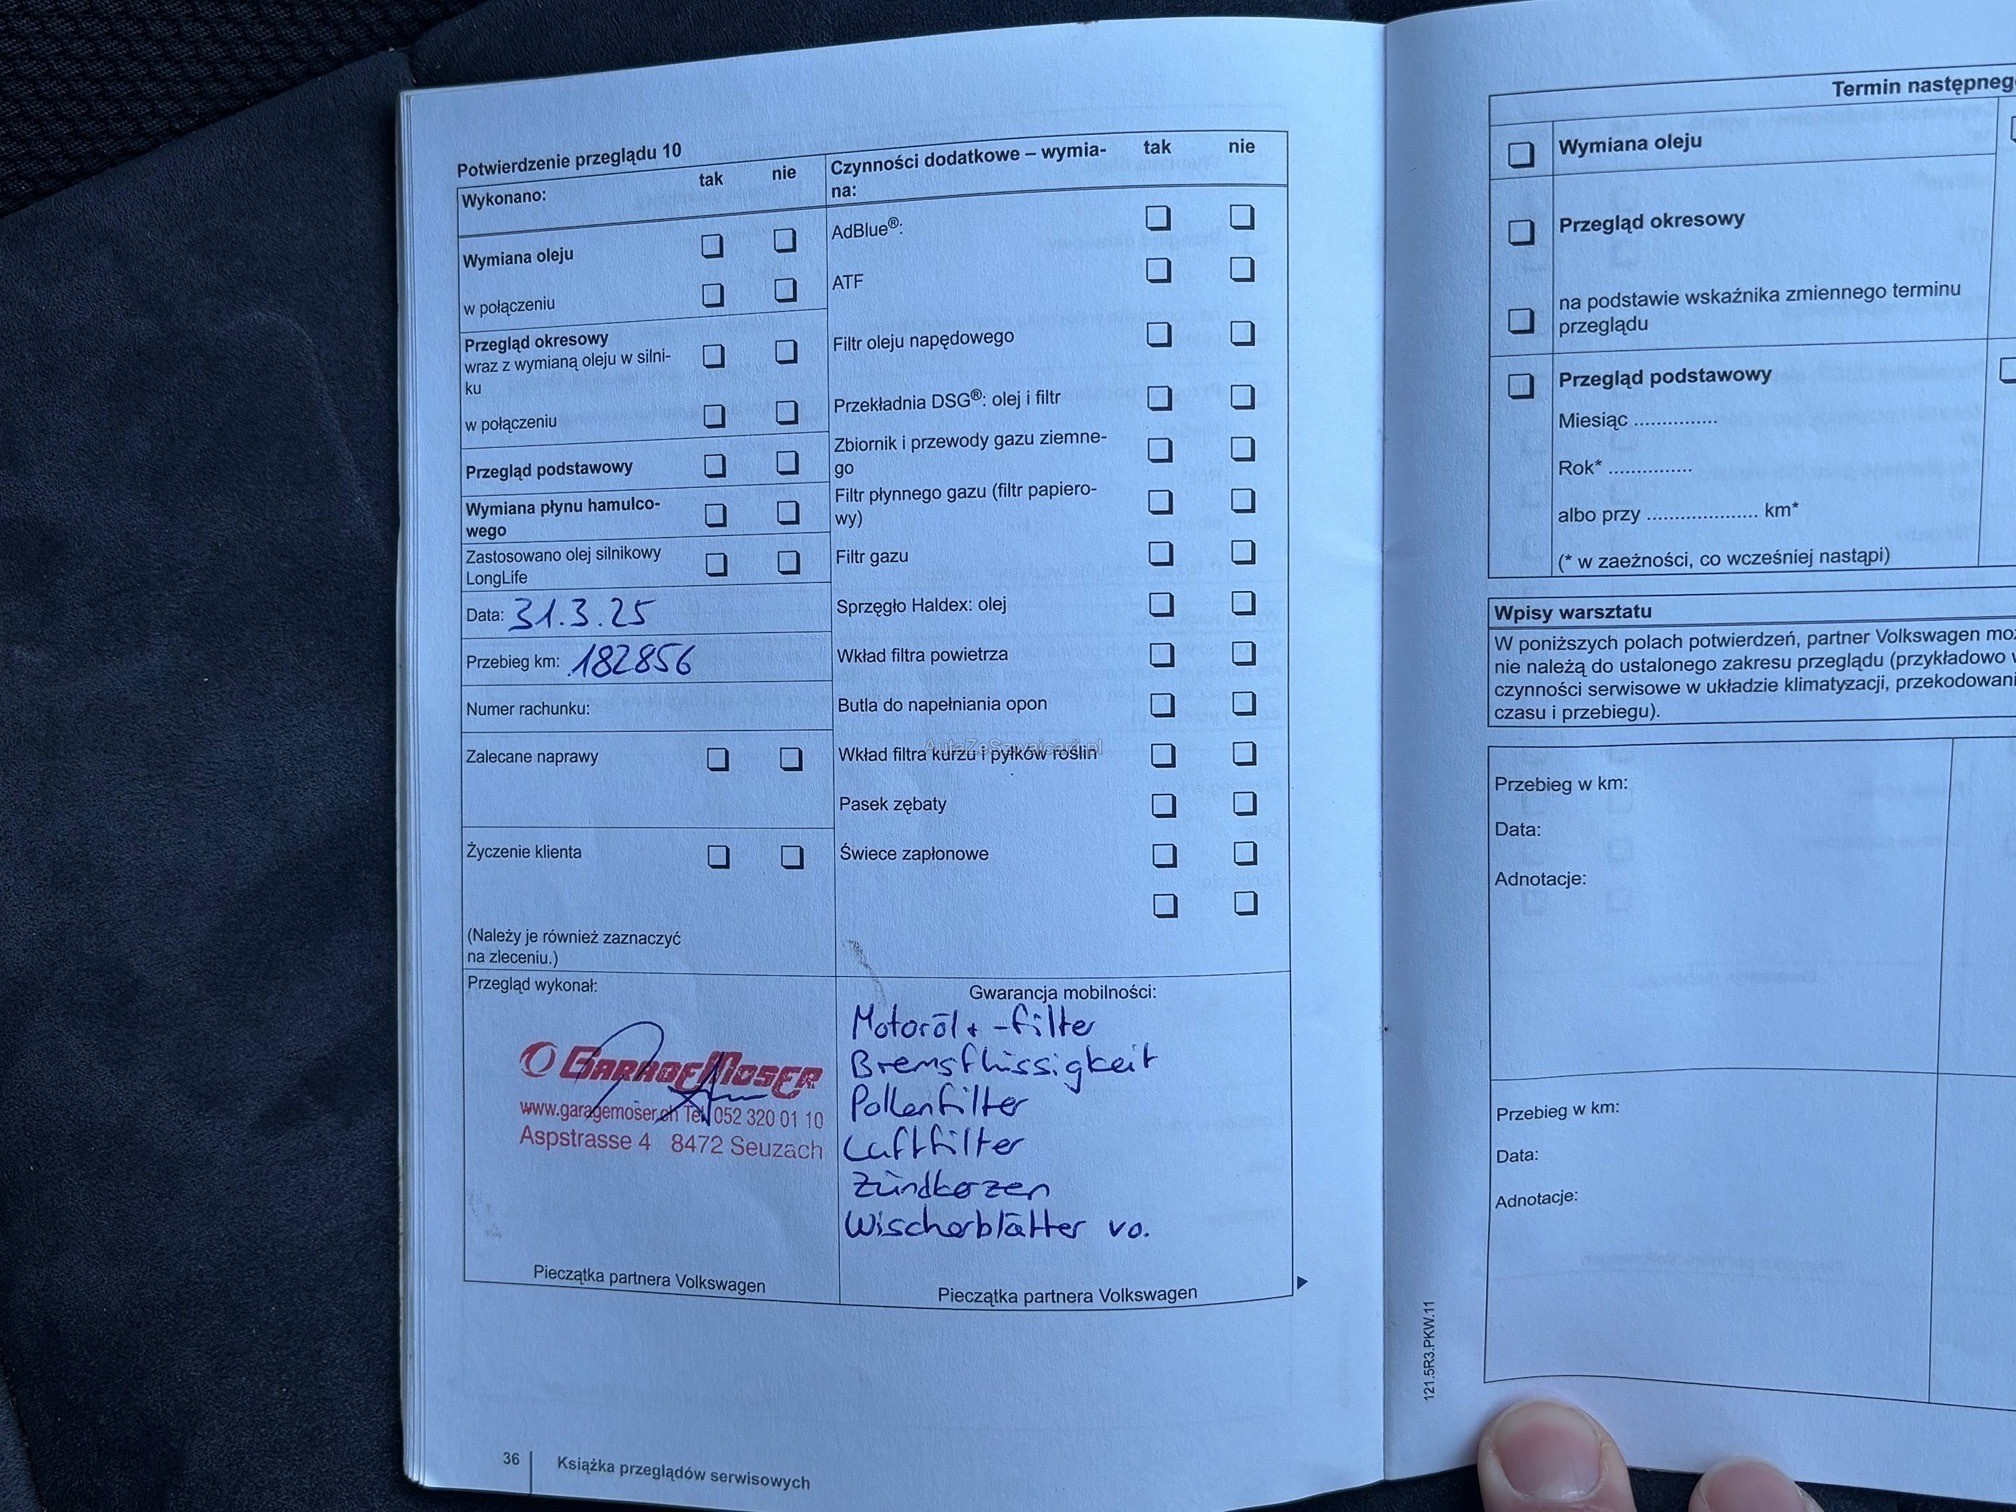 Potwierdzenie przeglądu 10
Wykonano: tak nie
Wymiana oleju
w połączeniu
Przegląd okresowy
wraz z wymianą oleju w silni-
ku
w połączeniu
Przegląd podstawowy
Wymiana płynu hamulco-
wego
Zastosowano olej silnikowy
LongLife
Data: 31.3.25
Przebieg km: 182856
Numer rachunku:
Zalecane naprawy
Życzenie klienta
(Należy je również zaznaczyć
na zleceniu.)
Czynności dodatkowe – wymia-
na: tak nie
AdBlue®:
ATF
Filtr oleju napędowego
Przekładnia DSG®: olej i filtr
Zbiornik i przewody gazu ziemne-
go
Filtr płynnego gazu (filtr papiero-
wy)
Filtr gazu
Sprzęgło Haldex: olej
Wkład filtra powietrza
Butla do napełniania opon
AutaZeSzwajcarii.pl
Wkład filtra kurzu i pyłków roślin
Pasek zębaty
Świece zapłonowe
Przegląd wykonał:
GARAGE MOSER
www.garagemoser.ch Tel. 052 320 01 10
Aspstrasse 4 8472 Seuzach
Pieczątka partnera Volkswagen
Gwarancja mobilności:
Motoröl + -filter
Bremsflüssigkeit
Pollenfilter
Luftfilter
Zündkerzen
Wischerblätter vo.
Pieczątka partnera Volkswagen
36
Książka przeglądów serwisowych
Termin następneg
Wymiana oleju
Przegląd okresowy
na podstawie wskaźnika zmiennego terminu
przeglądu
Przegląd podstawowy
Miesiąc ...............
Rok* ...............
albo przy .................... km*
(* w zaeżności, co wcześniej nastąpi)
Wpisy warsztatu
W poniższych polach potwierdzeń, partner Volkswagen moż
nie należą do ustalonego zakresu przeglądu (przykładowo w
czynności serwisowe w układzie klimatyzacji, przekodowani
czasu i przebiegu).
Przebieg w km:
Data:
Adnotacje:
Przebieg w km:
Data:
Adnotacje:
121.5R3.PKW.11